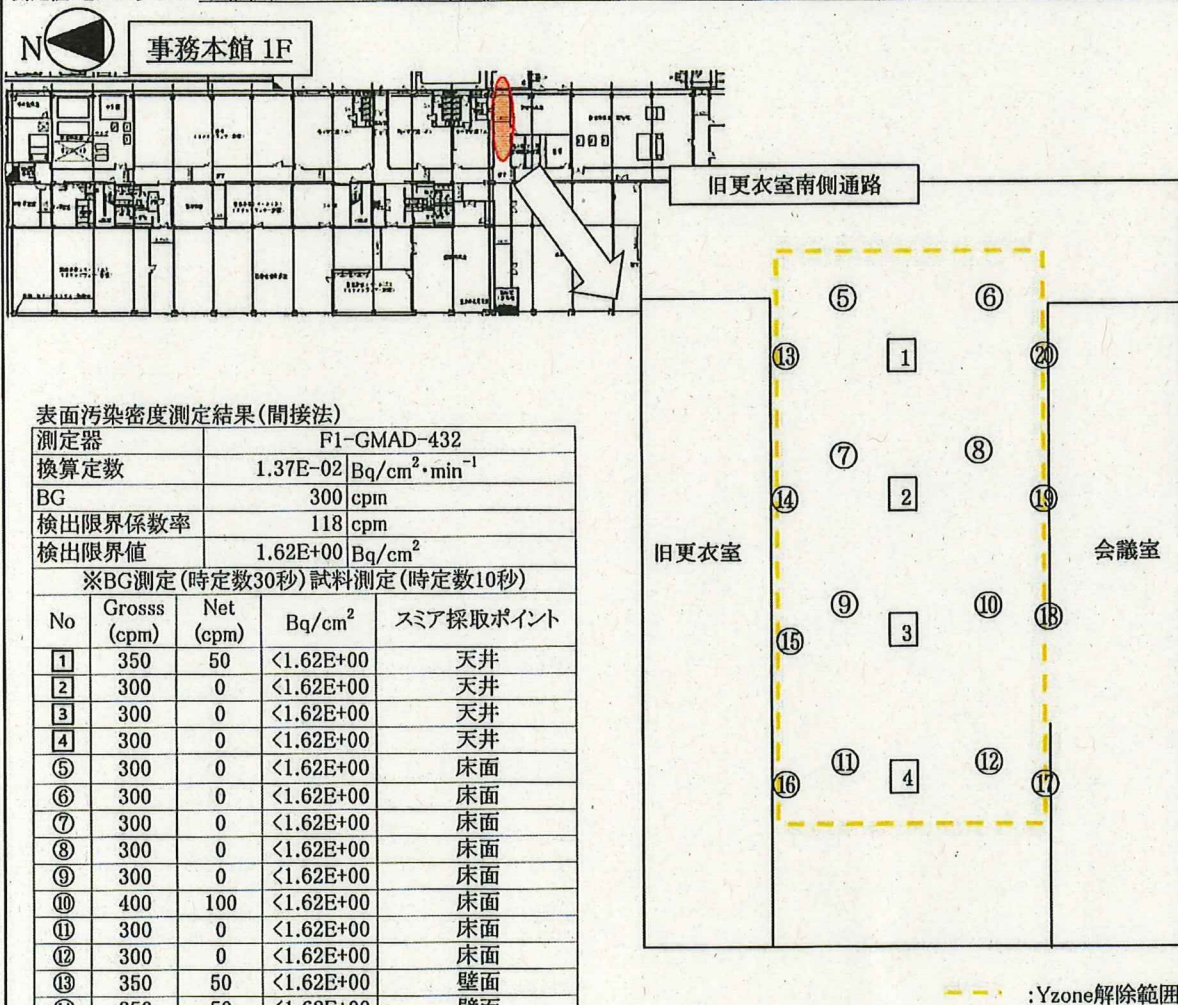 N
事務本館 1F
旧更衣室南側通路
⑤ ⑥
⑬ 1 ⑳
⑦ ⑧
⑭ 2 ⑲
旧更衣室 会議室
⑨ ⑩ ⑱
⑮ 3
⑪ ⑫
⑯ 4 ⑰
:Yzone解除範囲
表面汚染密度測定結果(間接法)
測定器 F1-GMAD-432
換算定数 1.37E-02 Bq/cm²・min⁻¹
BG 300 cpm
検出限界係数率 118 cpm
検出限界値 1.62E+00 Bq/cm²
※BG測定(時定数30秒)試料測定(時定数10秒)
No Grosss (cpm) Net (cpm) Bq/cm² スミア採取ポイント
1 350 50 <1.62E+00 天井
2 300 0 <1.62E+00 天井
3 300 0 <1.62E+00 天井
4 300 0 <1.62E+00 天井
⑤ 300 0 <1.62E+00 床面
⑥ 300 0 <1.62E+00 床面
⑦ 300 0 <1.62E+00 床面
⑧ 300 0 <1.62E+00 床面
⑨ 300 0 <1.62E+00 床面
⑩ 400 100 <1.62E+00 床面
⑪ 300 0 <1.62E+00 床面
⑫ 300 0 <1.62E+00 床面
⑬ 350 50 <1.62E+00 壁面